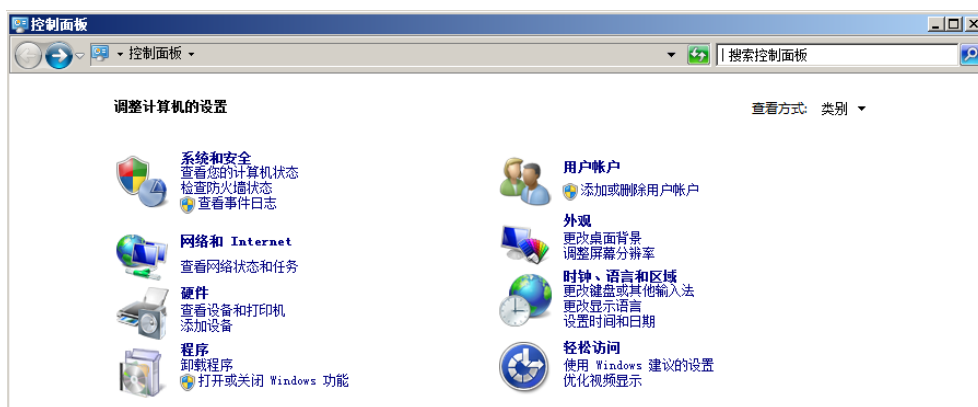 控制面板
控制面板
搜索控制面板
调整计算机的设置
查看方式: 类别
系统和安全
查看您的计算机状态
检查防火墙状态
查看事件日志
网络和 Internet
查看网络状态和任务
硬件
查看设备和打印机
添加设备
程序
卸载程序
打开或关闭 Windows 功能
用户帐户
添加或删除用户帐户
外观
更改桌面背景
调整屏幕分辨率
时钟、语言和区域
更改键盘或其他输入法
更改显示语言
设置时间和日期
轻松访问
使用 Windows 建议的设置
优化视频显示